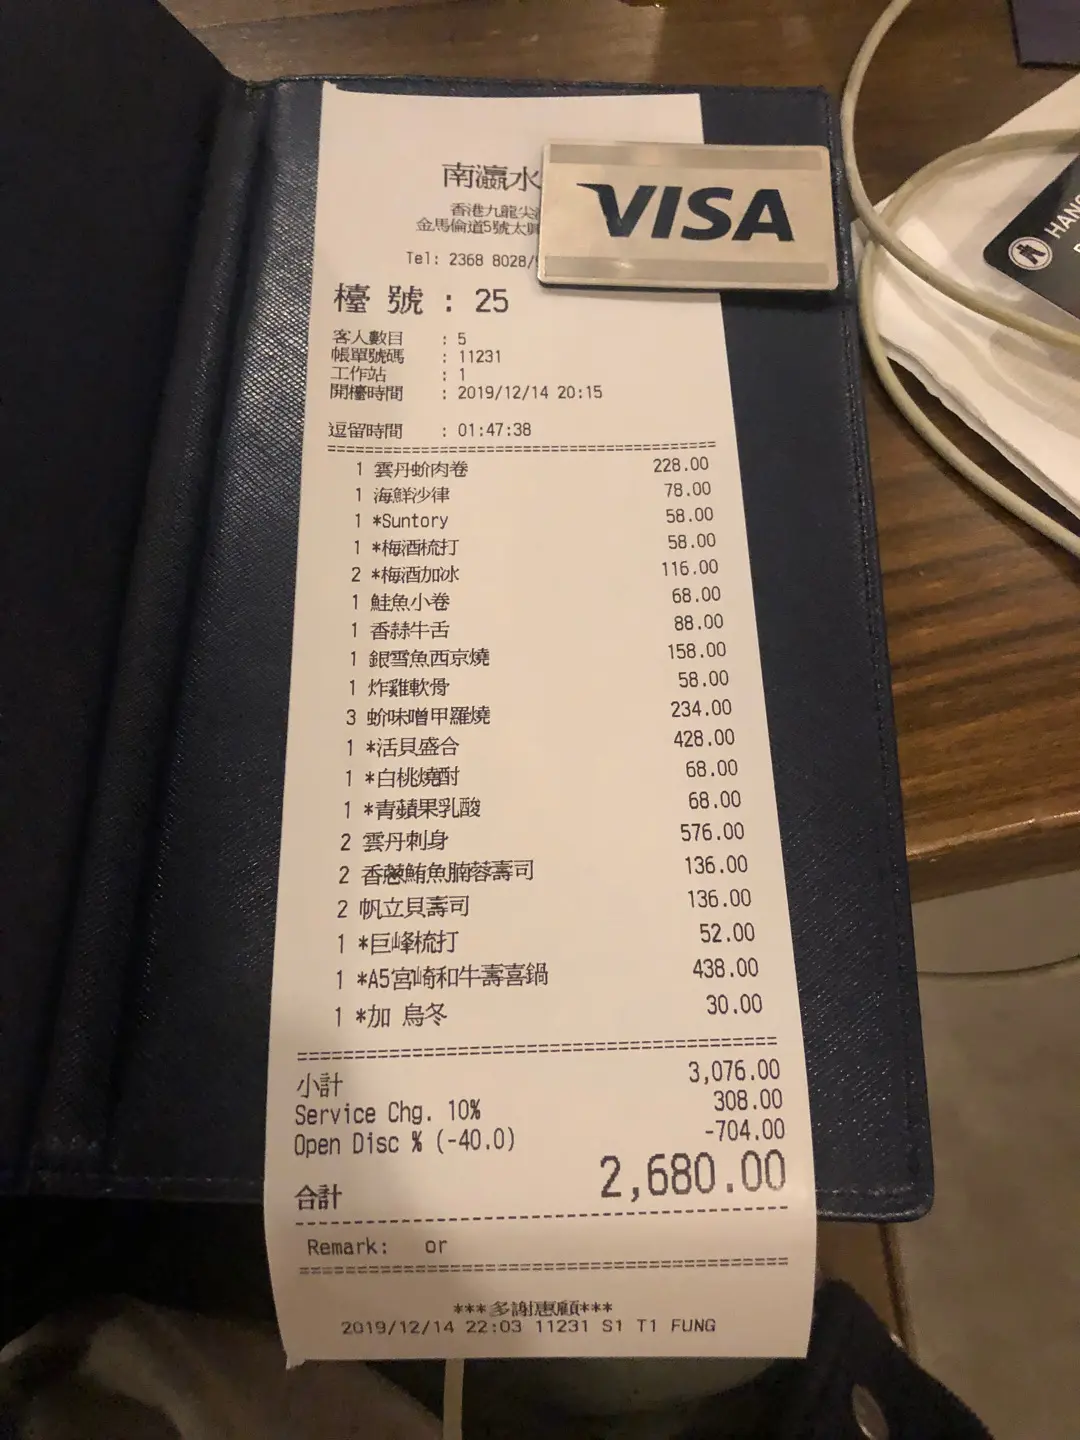 南瀛水
VISA
香港九龍尖
金馬倫道5號太興
Tel: 2368 8028/
HANG
檯 號 : 25
客人數目 : 5
帳單號碼 : 11231
工作站 : 1
開檯時間 : 2019/12/14 20:15
逗留時間 : 01:47:38
1 雲丹蚧肉卷 228.00
1 海鮮沙律 78.00
1 *Suntory 58.00
1 *梅酒梳打 58.00
2 *梅酒加冰 116.00
1 鮭魚小卷 68.00
1 香蒜牛舌 88.00
1 銀雪魚西京燒 158.00
1 炸雞軟骨 58.00
3 蚧味噌甲羅燒 234.00
1 *活貝盛合 428.00
1 *白桃燒酎 68.00
1 *青蘋果乳酸 68.00
2 雲丹刺身 576.00
2 香蔥鮪魚腩蓉壽司 136.00
2 帆立貝壽司 136.00
1 *巨峰梳打 52.00
1 *A5宮崎和牛壽喜鍋 438.00
1 *加 烏冬 30.00
小計 3,076.00
Service Chg. 10% 308.00
Open Disc % (-40.0) -704.00
合計 2,680.00
Remark: or
***多謝惠顧***
2019/12/14 22:03 11231 S1 T1 FUNG